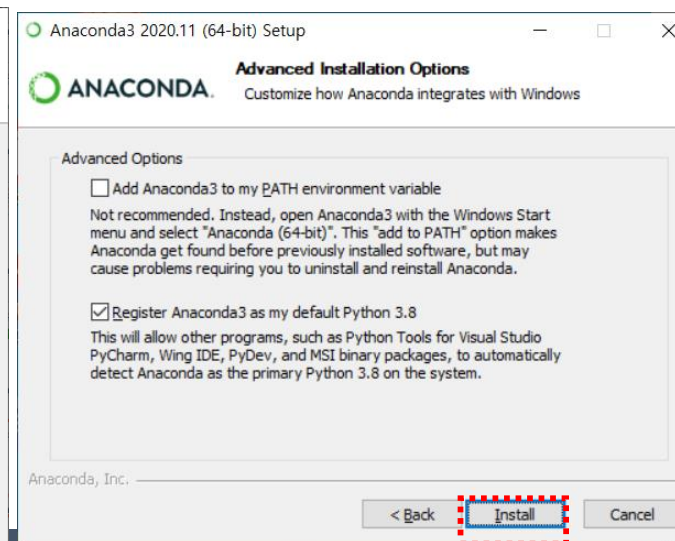 Anaconda3 2020.11 (64-bit) Setup
ANACONDA.
Advanced Installation Options
Customize how Anaconda integrates with Windows
Advanced Options
Add Anaconda3 to my PATH environment variable
Not recommended. Instead, open Anaconda3 with the Windows Start
menu and select "Anaconda (64-bit)". This "add to PATH" option makes
Anaconda get found before previously installed software, but may
cause problems requiring you to uninstall and reinstall Anaconda.
Register Anaconda3 as my default Python 3.8
This will allow other programs, such as Python Tools for Visual Studio
PyCharm, Wing IDE, PyDev, and MSI binary packages, to automatically
detect Anaconda as the primary Python 3.8 on the system.
Anaconda, Inc.
< Back
Install
Cancel